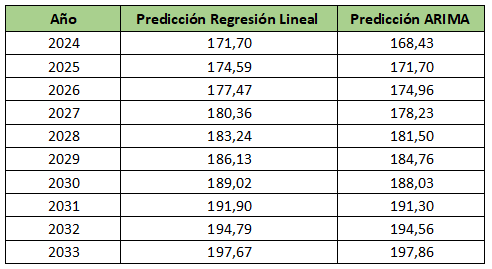 Año Predicción Regresión Lineal Predicción ARIMA
2024 171,70 168,43
2025 174,59 171,70
2026 177,47 174,96
2027 180,36 178,23
2028 183,24 181,50
2029 186,13 184,76
2030 189,02 188,03
2031 191,90 191,30
2032 194,79 194,56
2033 197,67 197,86